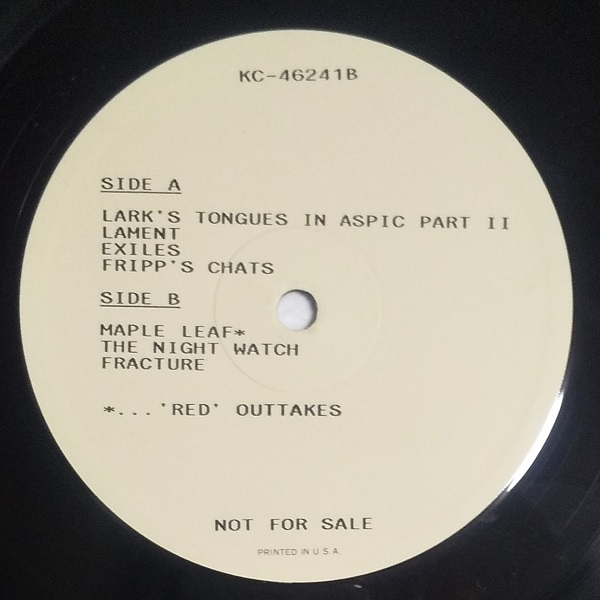 KC-46241B
SIDE A
LARK'S TONGUES IN ASPIC PART II
LAMENT
EXILES
FRIPP'S CHATS
SIDE B
MAPLE LEAF*
THE NIGHT WATCH
FRACTURE
*...'RED' OUTTAKES
NOT FOR SALE
PRINTED IN U.S.A.